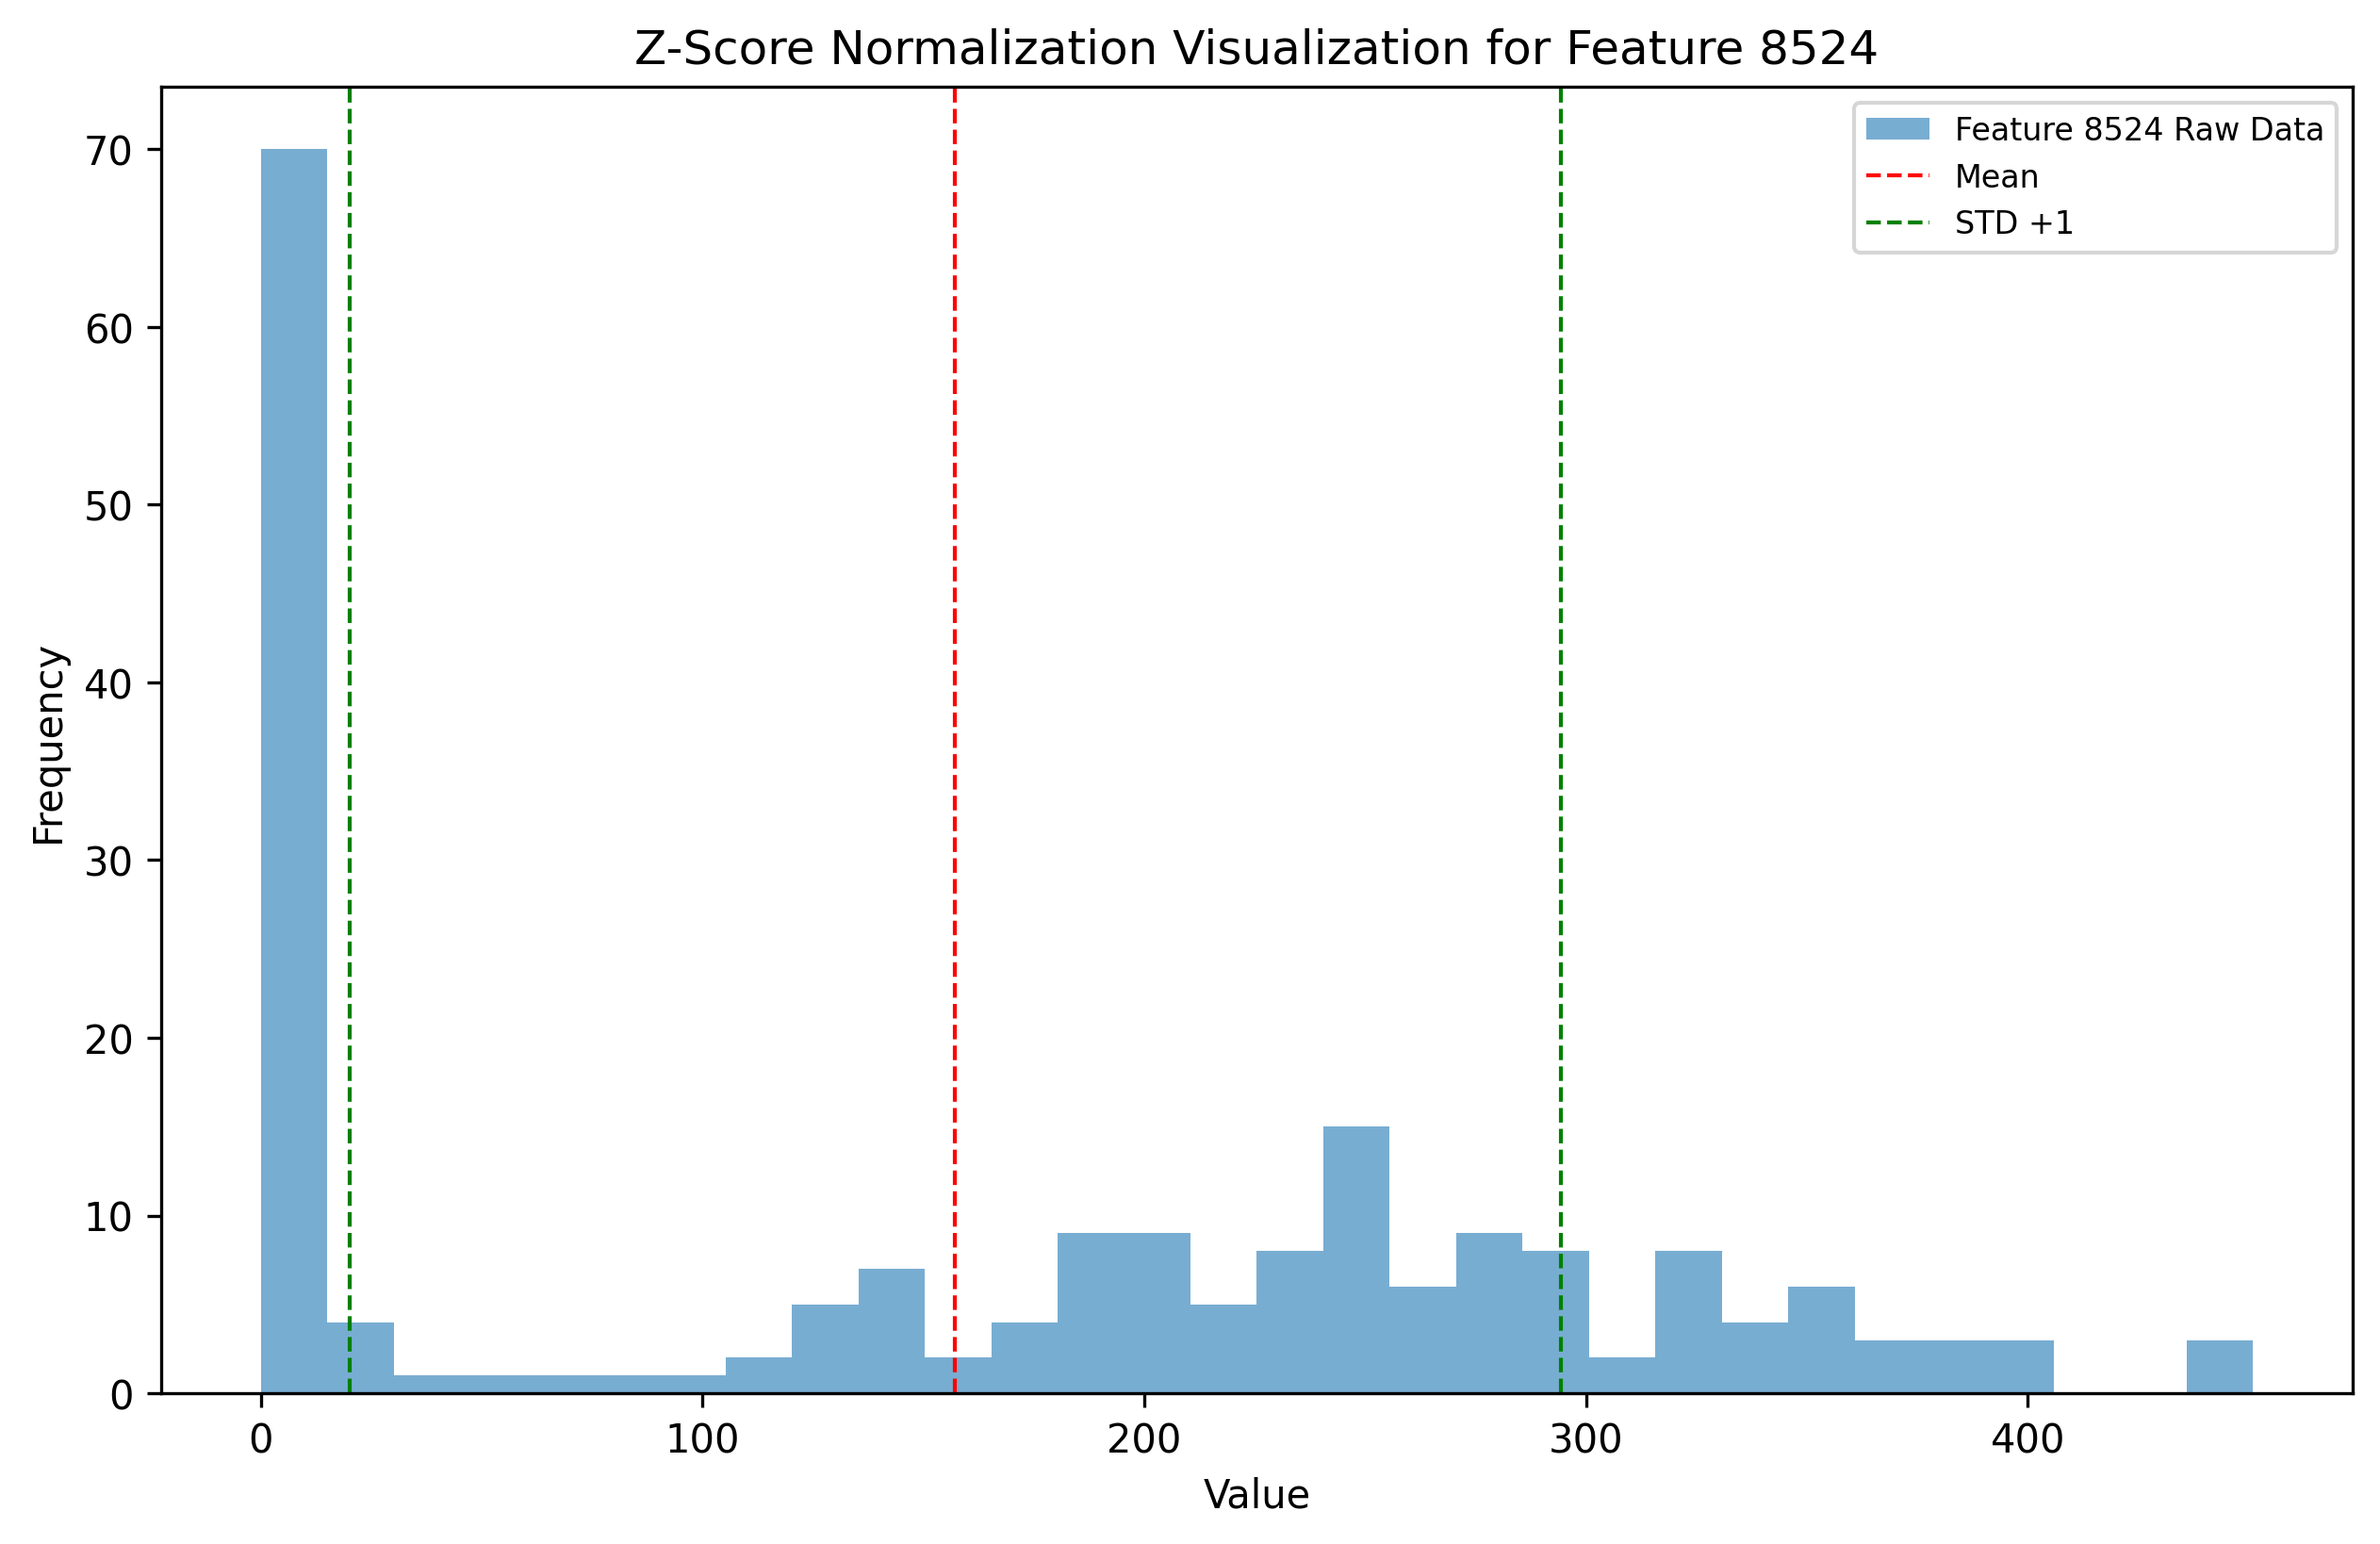 Z-Score Normalization Visualization for Feature 8524
Feature 8524 Raw Data
Mean
STD +1
70
60
50
40
30
20
10
0
Frequency
0 100 200 300 400
Value